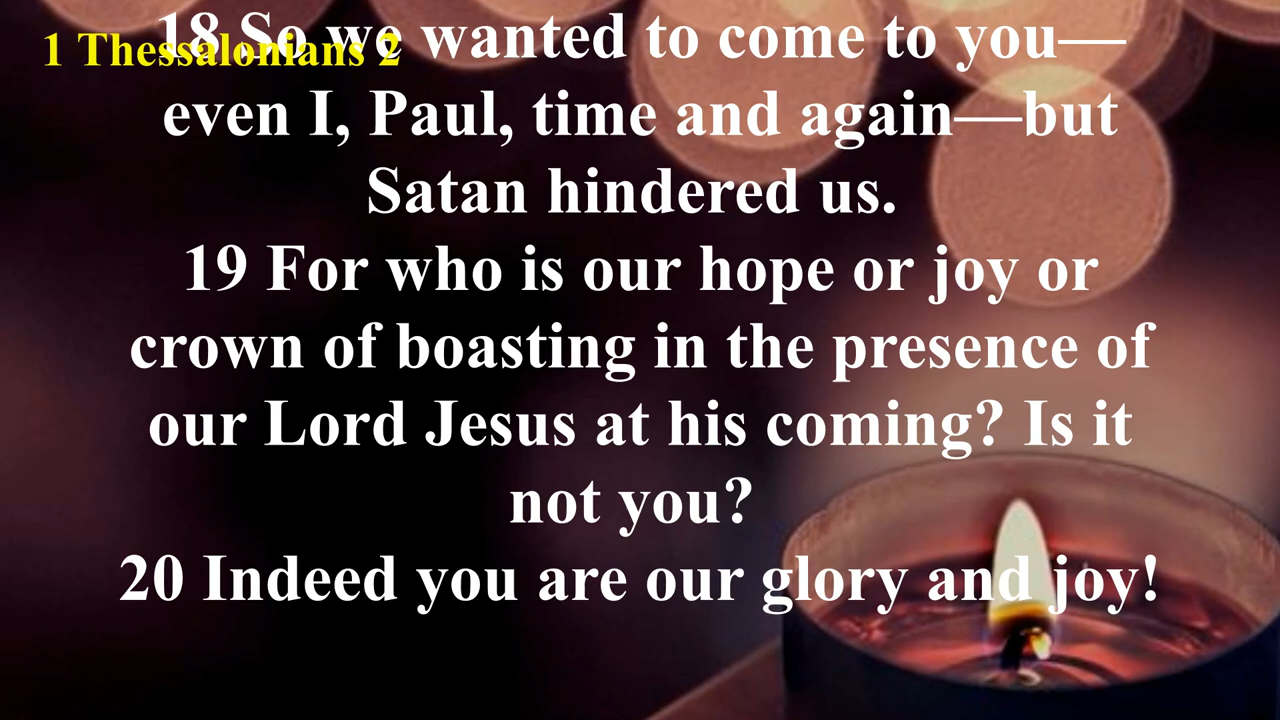 1 Thessalonians 2
18 So we wanted to come to you—
even I, Paul, time and again—but
Satan hindered us.
19 For who is our hope or joy or
crown of boasting in the presence of
our Lord Jesus at his coming? Is it
not you?
20 Indeed you are our glory and joy!